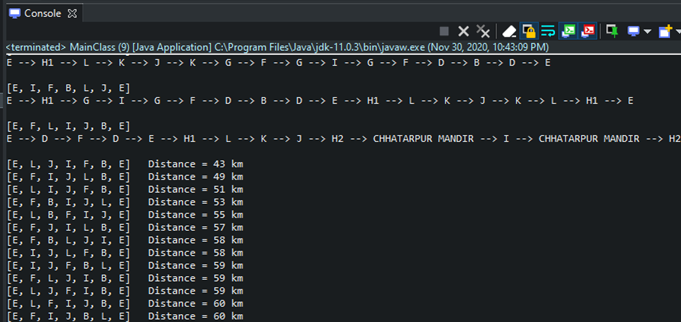 Console
<terminated> MainClass (9) [Java Application] C:\Program Files\Java\jdk-11.0.3\bin\javaw.exe (Nov 30, 2020, 10:43:09 PM)
E --> H1 --> L --> K --> J --> K --> G --> F --> G --> I --> G --> F --> D --> B --> D --> E
[E, I, F, B, L, J, E]
E --> H1 --> G --> I --> G --> F --> D --> B --> D --> E --> H1 --> L --> K --> J --> K --> L --> H1 --> E
[E, F, L, I, J, B, E]
E --> D --> F --> D --> E --> H1 --> L --> K --> J --> H2 --> CHHATARPUR MANDIR --> I --> CHHATARPUR MANDIR --> H2
[E, L, J, I, F, B, E] Distance = 43 km
[E, F, I, J, L, B, E] Distance = 49 km
[E, L, I, J, F, B, E] Distance = 51 km
[E, F, B, I, J, L, E] Distance = 53 km
[E, L, B, F, I, J, E] Distance = 55 km
[E, F, J, I, L, B, E] Distance = 57 km
[E, F, B, L, J, I, E] Distance = 58 km
[E, I, J, L, F, B, E] Distance = 58 km
[E, I, J, F, B, L, E] Distance = 59 km
[E, F, L, J, I, B, E] Distance = 59 km
[E, L, J, F, I, B, E] Distance = 59 km
[E, L, F, I, J, B, E] Distance = 60 km
[E, F, I, J, B, L, E] Distance = 60 km